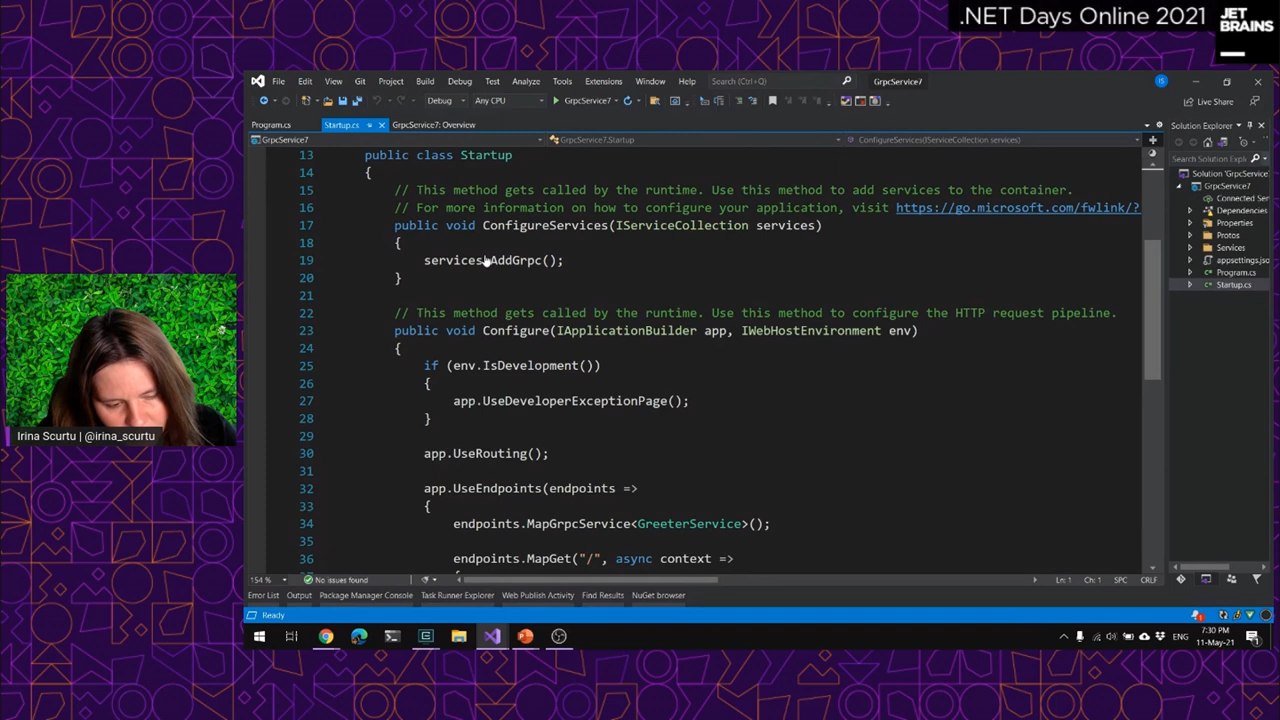 .NET Days Online 2021
JET
BRAINS
File Edit View Git Project Build Debug Test Analyze Tools Extensions Window Help Search (Ctrl+Q) GrpcService7 IS
Debug Any CPU GrpcService7 Live Share
Program.cs Startup.cs GrpcService7: Overview
GrpcService7 GrpcService7.Startup ConfigureServices(IServiceCollection services)
13 public class Startup
14 {
15 // This method gets called by the runtime. Use this method to add services to the container.
16 // For more information on how to configure your application, visit https://go.microsoft.com/fwlink/?
17 public void ConfigureServices(IServiceCollection services)
18 {
19 services.AddGrpc();
20 }
21
22 // This method gets called by the runtime. Use this method to configure the HTTP request pipeline.
23 public void Configure(IApplicationBuilder app, IWebHostEnvironment env)
24 {
25 if (env.IsDevelopment())
26 {
27 app.UseDeveloperExceptionPage();
28 }
29
30 app.UseRouting();
31
32 app.UseEndpoints(endpoints =>
33 {
34 endpoints.MapGrpcService<GreeterService>();
35
36 endpoints.MapGet("/", async context =>
Solution Explorer
Search Solution Expl
Solution 'GrpcService
GrpcService7
Connected Ser
Dependencies
Properties
Protos
Services
appsettings.jso
Program.cs
Startup.cs
Irina Scurtu | @irina_scurtu
154 % No issues found Ln: 1 Ch: 1 SPC CRLF
Error List Output Package Manager Console Task Runner Explorer Web Publish Activity Find Results NuGet browser
Ready
ENG 7:30 PM
11-May-21